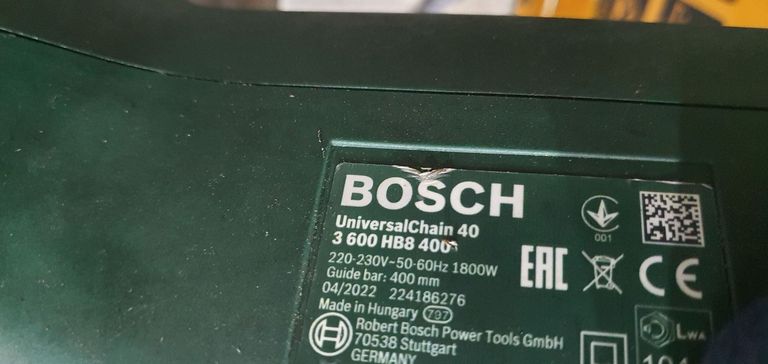 BOSCH
UniversalChain 40
3 600 HB8 400
220-230V~50-60Hz 1800W
Guide bar: 400 mm
04/2022 224186276
Made in Hungary 797
Robert Bosch Power Tools GmbH
70538 Stuttgart
GERMANY
001
EAC
CE
LWA